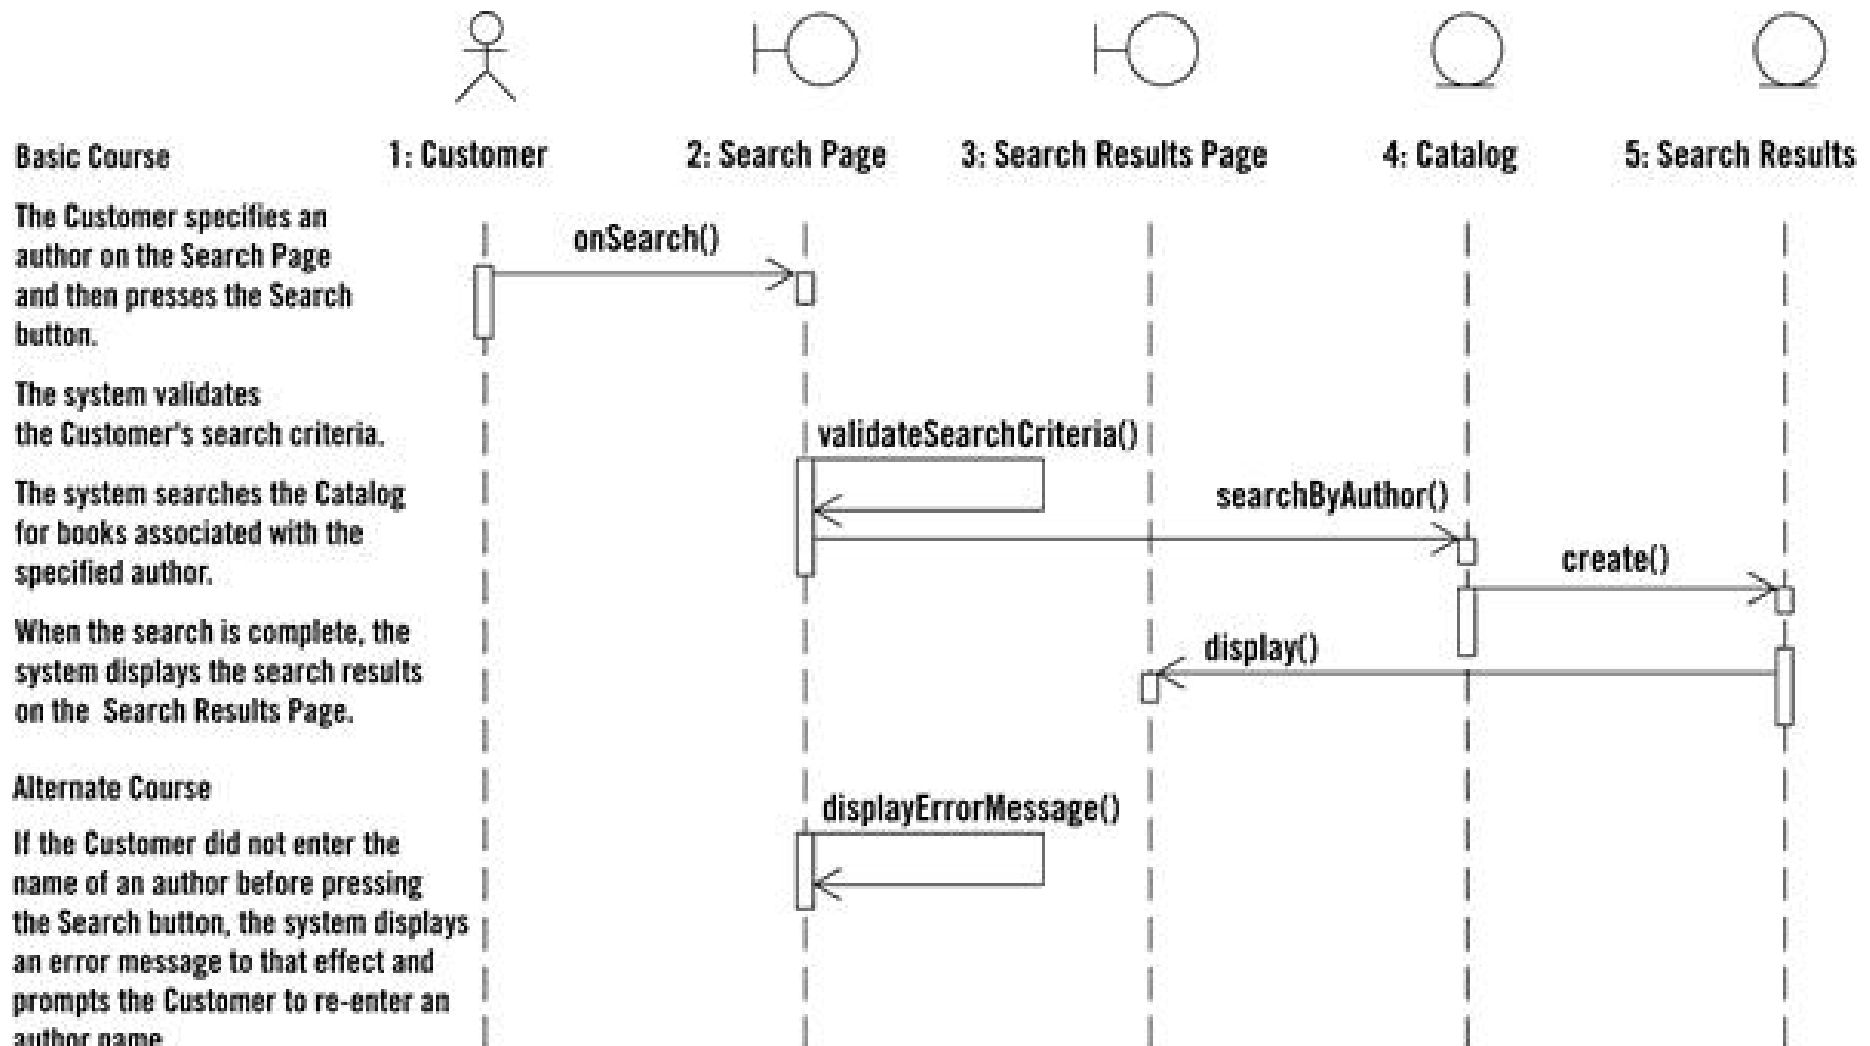 Basic Course
1: Customer
2: Search Page
3: Search Results Page
4: Catalog
5: Search Results
The Customer specifies an
author on the Search Page
and then presses the Search
button.
onSearch()
The system validates
the Customer's search criteria.
validateSearchCriteria()
The system searches the Catalog
for books associated with the
specified author.
searchByAuthor()
create()
When the search is complete, the
system displays the search results
on the Search Results Page.
display()
Alternate Course
displayErrorMessage()
If the Customer did not enter the
name of an author before pressing
the Search button, the system displays
an error message to that effect and
prompts the Customer to re-enter an
author name